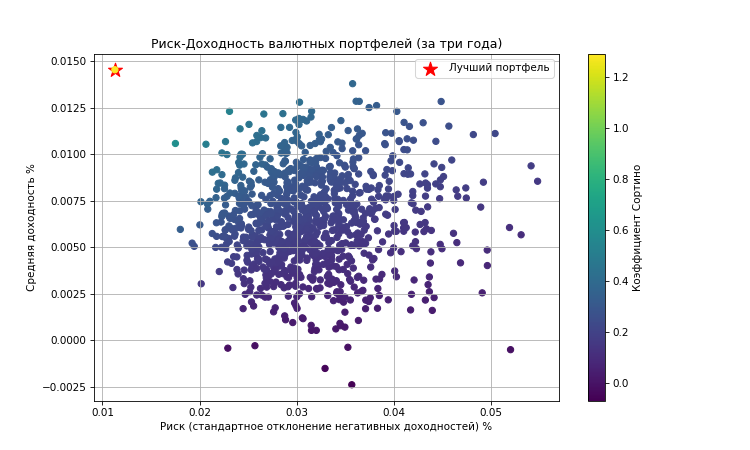 Риск-Доходность валютных портфелей (за три года)
Лучший портфель
Средняя доходность %
0.0150
0.0125
0.0100
0.0075
0.0050
0.0025
0.0000
−0.0025
0.01 0.02 0.03 0.04 0.05
Риск (стандартное отклонение негативных доходностей) %
1.2
1.0
0.8
0.6
0.4
0.2
0.0
Коэффициент Сортино